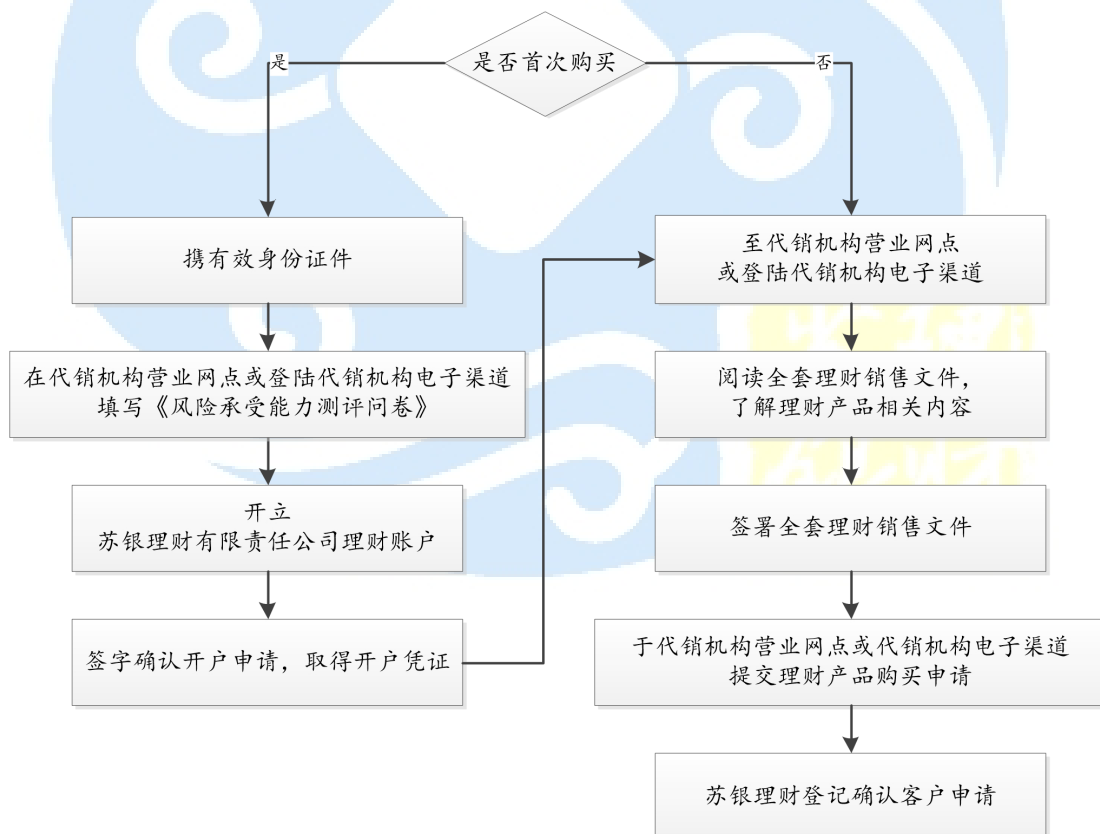 是否首次购买
是
否
携有效身份证件
在代销机构营业网点或登陆代销机构电子渠道
填写《风险承受能力测评问卷》
开立
苏银理财有限责任公司理财账户
签字确认开户申请，取得开户凭证
至代销机构营业网点
或登陆代销机构电子渠道
阅读全套理财销售文件，
了解理财产品相关内容
签署全套理财销售文件
于代销机构营业网点或代销机构电子渠道
提交理财产品购买申请
苏银理财登记确认客户申请